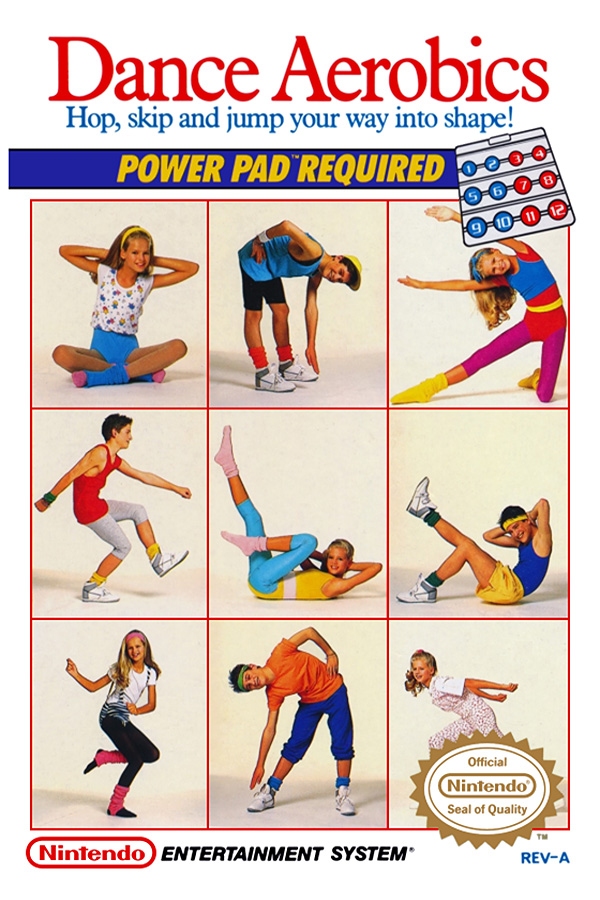 Dance Aerobics
Hop, skip and jump your way into shape!
POWER PAD™ REQUIRED
1 2 3 4
5 6 7 8
9 10 11 12
Official
Nintendo®
Seal of Quality
TM
Nintendo® ENTERTAINMENT SYSTEM®
REV-A